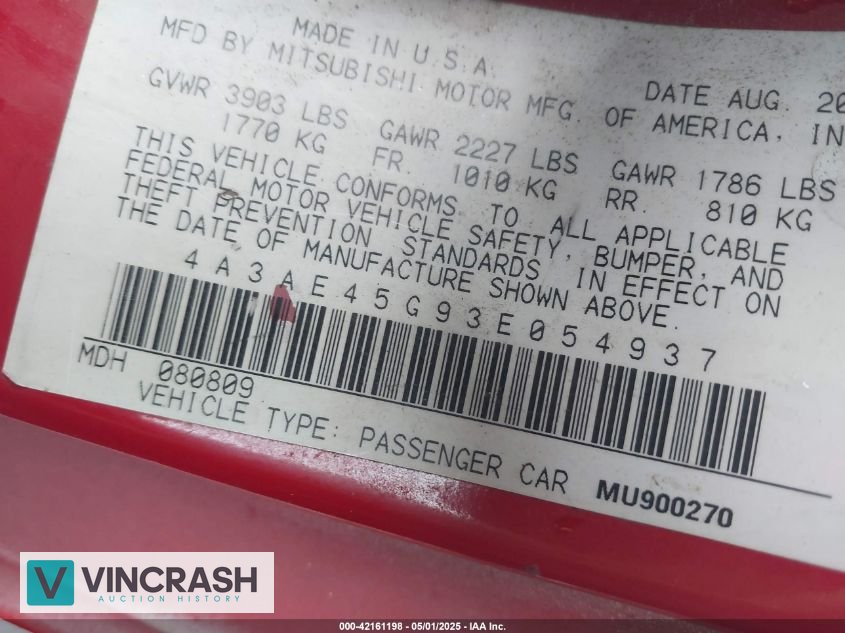 MADE IN U.S.A.
MFD BY MITSUBISHI MOTOR MFG. OF AMERICA, IN
DATE AUG. 20
GVWR 3903 LBS GAWR 2227 LBS GAWR 1786 LBS
1770 KG FR. 1010 KG RR. 810 KG
THIS VEHICLE CONFORMS TO ALL APPLICABLE
FEDERAL MOTOR VEHICLE SAFETY, BUMPER, AND
THEFT PREVENTION STANDARDS IN EFFECT ON
THE DATE OF MANUFACTURE SHOWN ABOVE.
4A3AE45G93E054937
MDH 080809
VEHICLE TYPE: PASSENGER CAR MU900270
VINCRASH
AUCTION HISTORY
000-42161198 - 05/01/2025 - IAA Inc.